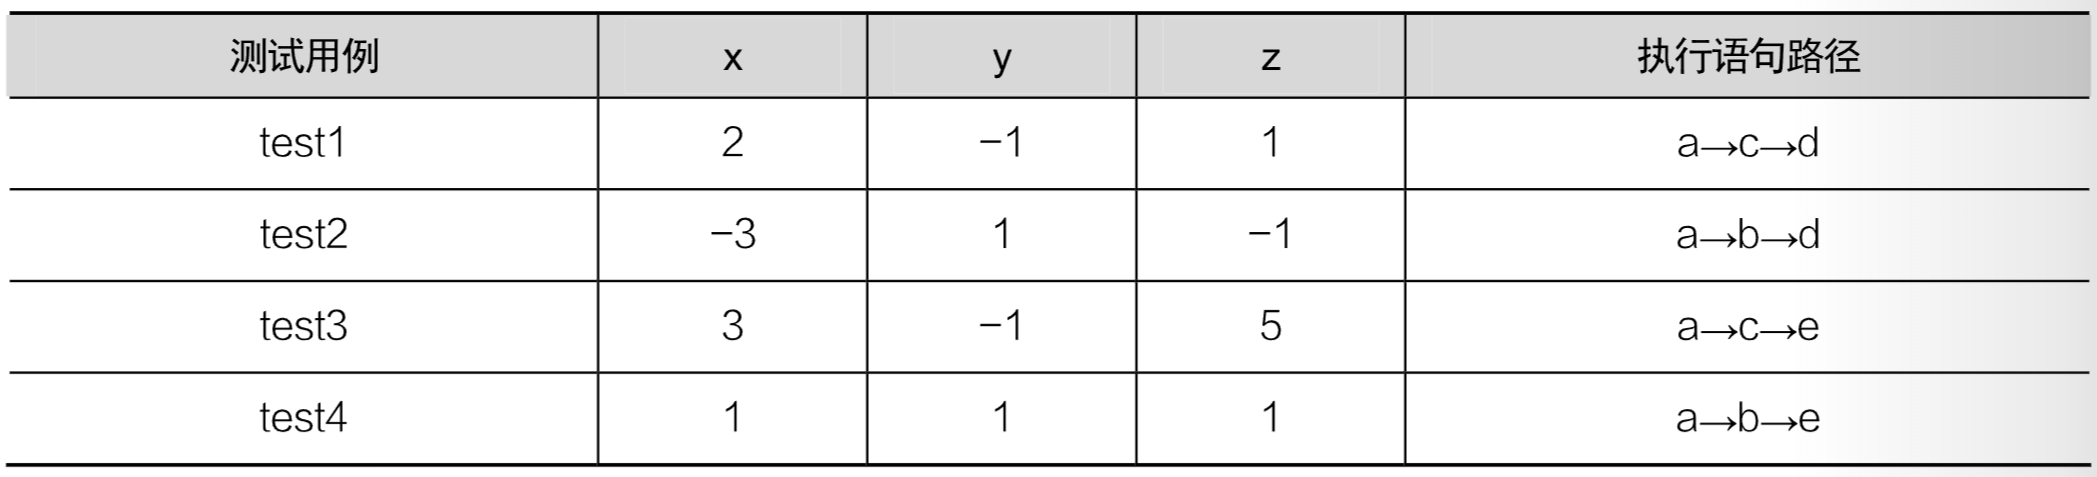 测试用例 x y z 执行语句路径
test1 2 −1 1 a→c→d
test2 −3 1 −1 a→b→d
test3 3 −1 5 a→c→e
test4 1 1 1 a→b→e